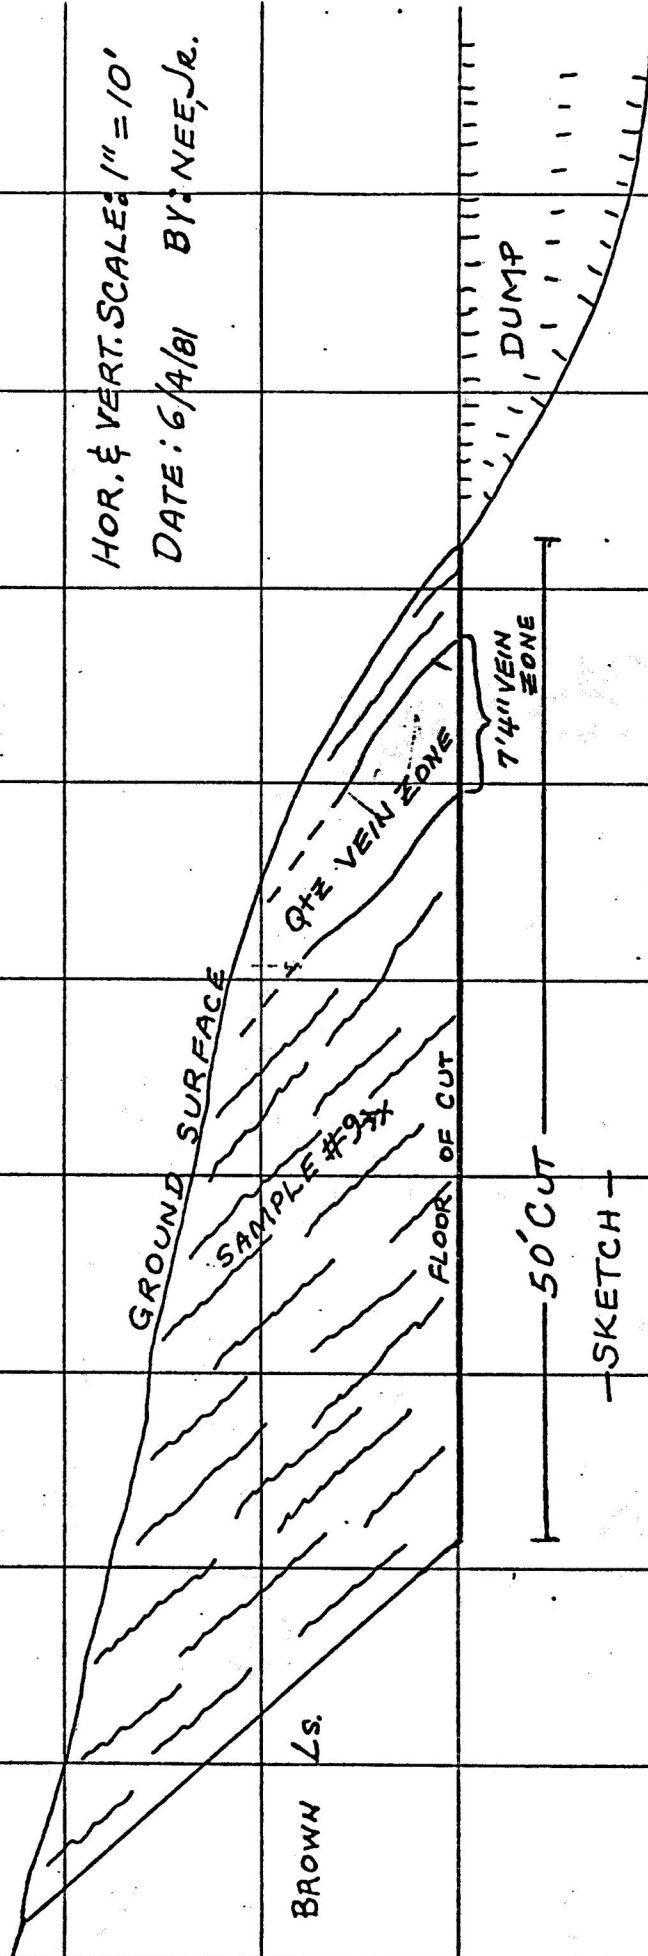 HOR. & VERT. SCALE: 1" = 10'
DATE: 6/4/81 BY: NEE, JR.
GROUND SURFACE
Qtz VEIN ZONE
SAMPLE
DUMP
FLOOR OF CUT
7'4" VEIN
ZONE
BROWN Ls.
50' CUT
—SKETCH—